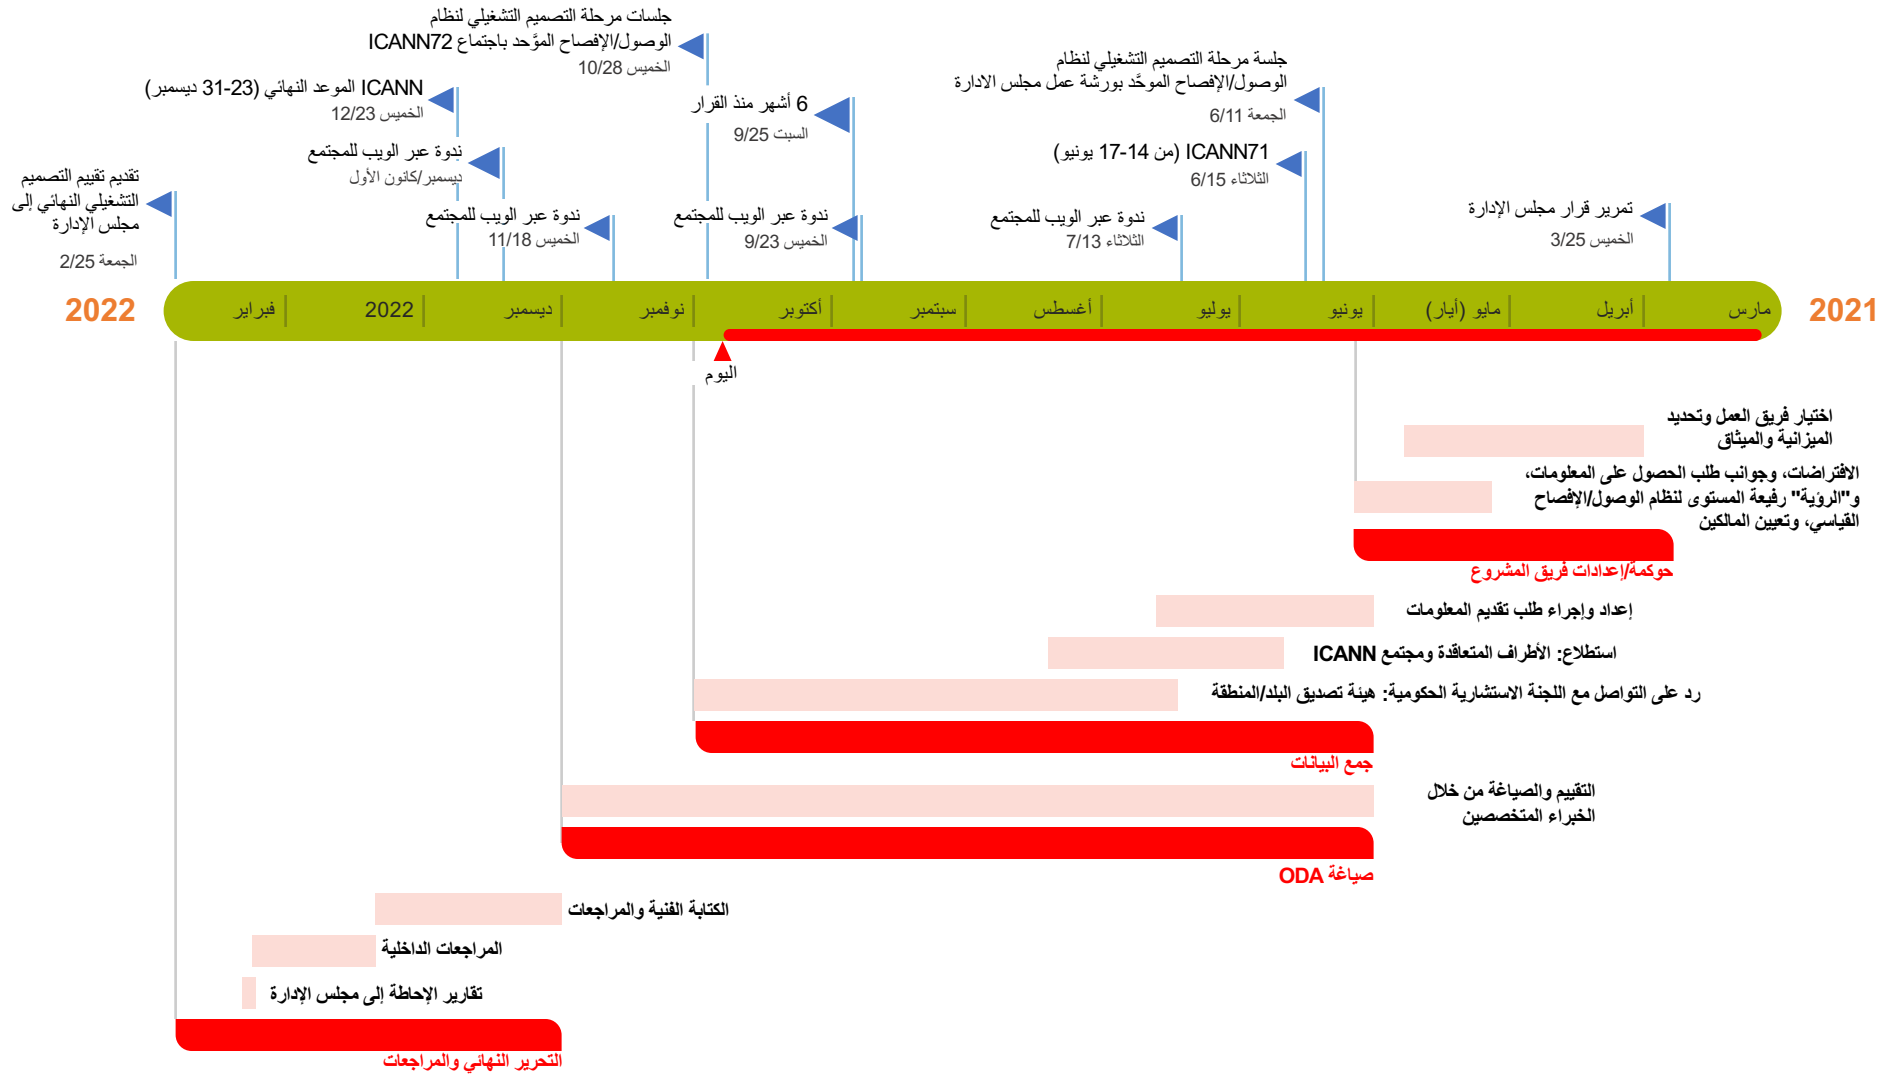 جلسات مرحلة التصميم التشغيلي لنظام
الوصول/الإفصاح الموَّحد باجتماع ICANN72
الخميس 10/28
جلسة مرحلة التصميم التشغيلي لنظام
الوصول/الإفصاح الموحَّد بورشة عمل مجلس الادارة
الجمعة 6/11
ICANN الموعد النهائي (23-31 ديسمبر)
الخميس 12/23
6 أشهر منذ القرار
السبت 9/25
ICANN71 (من 14-17 يونيو)
الثلاثاء 6/15
ندوة عبر الويب للمجتمع
ديسمبر/كانون الأول
تقديم تقييم التصميم
التشغيلي النهائي إلى
مجلس الإدارة
الجمعة 2/25
تمرير قرار مجلس الإدارة
الخميس 3/25
ندوة عبر الويب للمجتمع
الثلاثاء 7/13
ندوة عبر الويب للمجتمع
الخميس 9/23
ندوة عبر الويب للمجتمع
الخميس 11/18
2021
مارس
أبريل
مايو (أيار)
يونيو
يوليو
أغسطس
سبتمبر
أكتوبر
نوفمبر
ديسمبر
2022
فبراير
2022
اليوم
اختيار فريق العمل وتحديد
الميزانية والميثاق
الافتراضات، وجوانب طلب الحصول على المعلومات،
و"الرؤية" رفيعة المستوى لنظام الوصول/الإفصاح
القياسي، وتعيين المالكين
حوكمة/إعدادات فريق المشروع
إعداد وإجراء طلب تقديم المعلومات
استطلاع: الأطراف المتعاقدة ومجتمع ICANN
رد على التواصل مع اللجنة الاستشارية الحكومية: هيئة تصديق البلد/المنطقة
جمع البيانات
التقييم والصياغة من خلال
الخبراء المتخصصين
صياغة ODA
الكتابة الفنية والمراجعات
المراجعات الداخلية
تقارير الإحاطة إلى مجلس الإدارة
التحرير النهائي والمراجعات